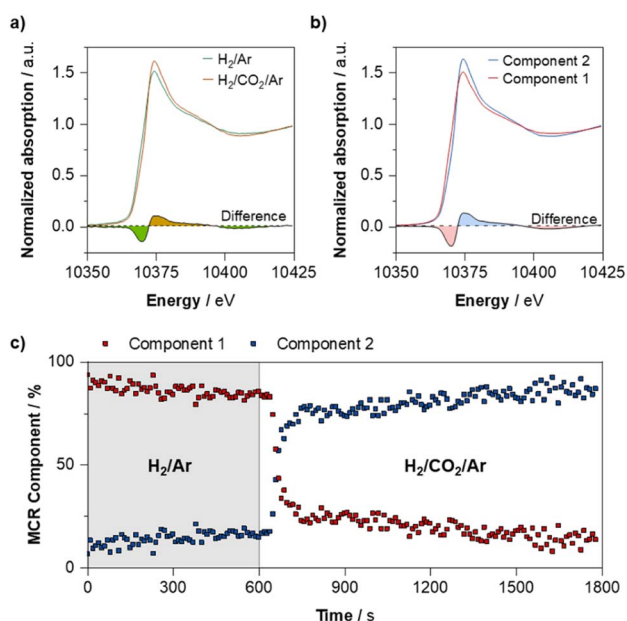 a)
Normalized absorption / a.u.
1.5
1.0
0.5
0.0
H₂/Ar
H₂/CO₂/Ar
Difference
10350 10375 10400 10425
Energy / eV
b)
Normalized absorption / a.u.
1.5
1.0
0.5
0.0
Component 2
Component 1
Difference
10350 10375 10400 10425
Energy / eV
c)
Component 1 Component 2
MCR Component / %
100
50
0
H₂/Ar
H₂/CO₂/Ar
0 300 600 900 1200 1500 1800
Time / s